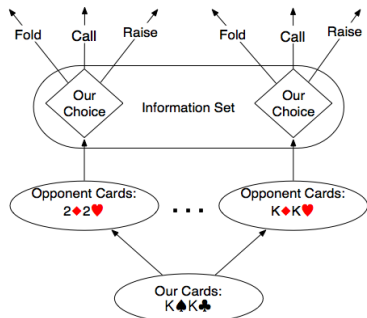 Fold
Call
Raise
Fold
Call
Raise
Our
Choice
Information Set
Our
Choice
Opponent Cards:
2♦2♥
• • •
Opponent Cards:
K♦K♥
Our Cards:
K♠K♣